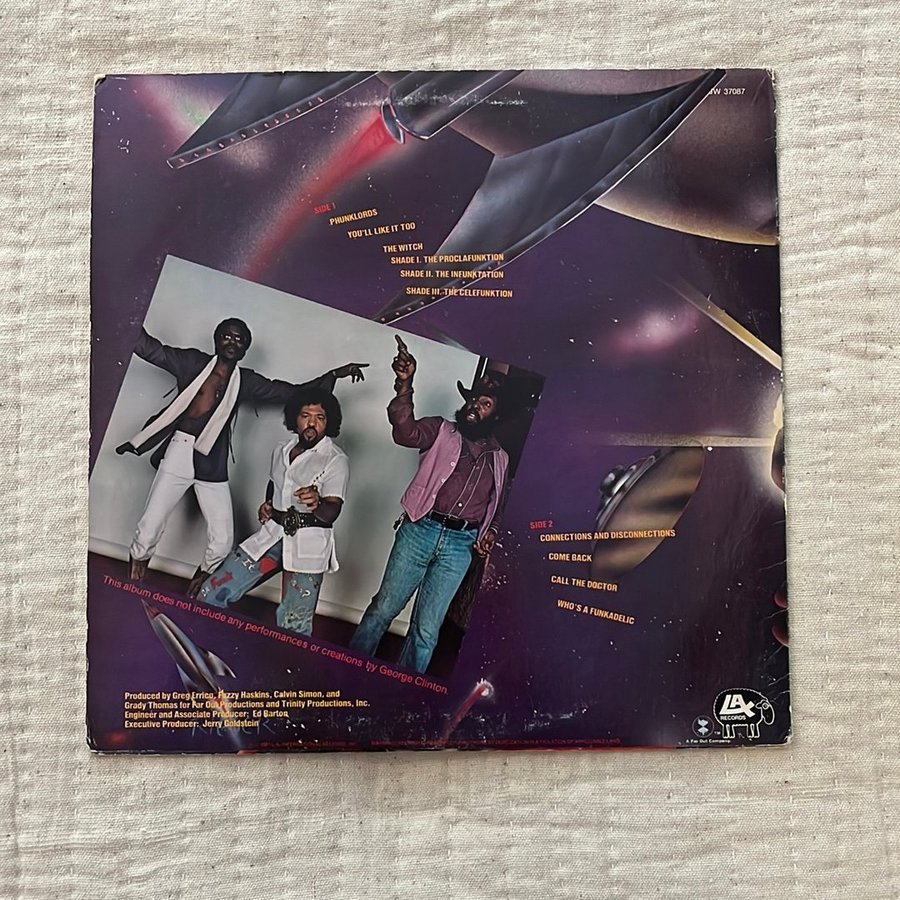 JW 37087
SIDE 1
PHUNKLORDS
YOU'LL LIKE IT TOO
THE WITCH
SHADE I. THE PROCLAFUNKTION
SHADE II. THE INFUNKTATION
SHADE III. THE CELEFUNKTION
SIDE 2
CONNECTIONS AND DISCONNECTIONS
COME BACK
CALL THE DOCTOR
WHO'S A FUNKADELIC
Funk
This album does not include any performances or creations by George Clinton.
Produced by Greg Errico, Fuzzy Haskins, Calvin Simon, and
Grady Thomas for Far Out Productions and Trinity Productions, Inc.
Engineer and Associate Producer: Ed Barton
Executive Producer: Jerry Goldstein
LAX
RECORDS
TM
A Far Out Company